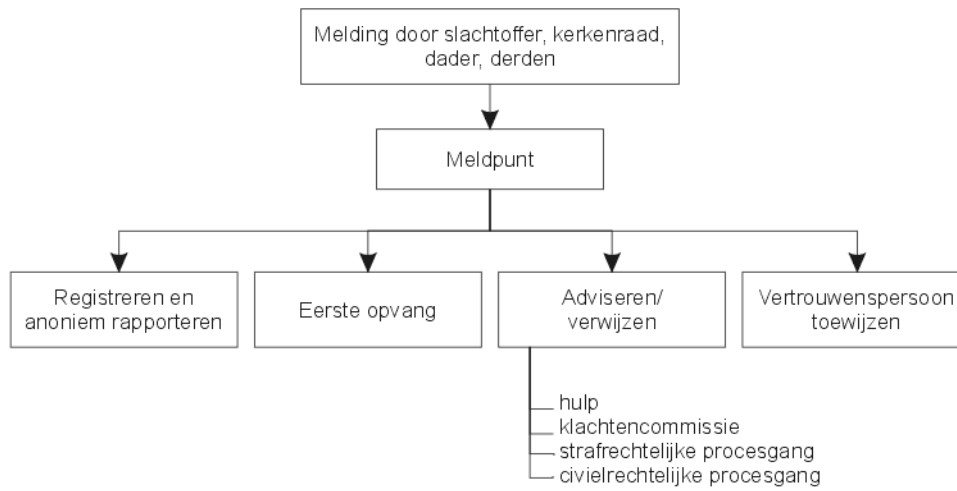 Melding door slachtoffer, kerkenraad,
dader, derden
Meldpunt
Registreren en
anoniem rapporteren
Eerste opvang
Adviseren/
verwijzen
Vertrouwenspersoon
toewijzen
hulp
klachtencommissie
strafrechtelijke procesgang
civielrechtelijke procesgang